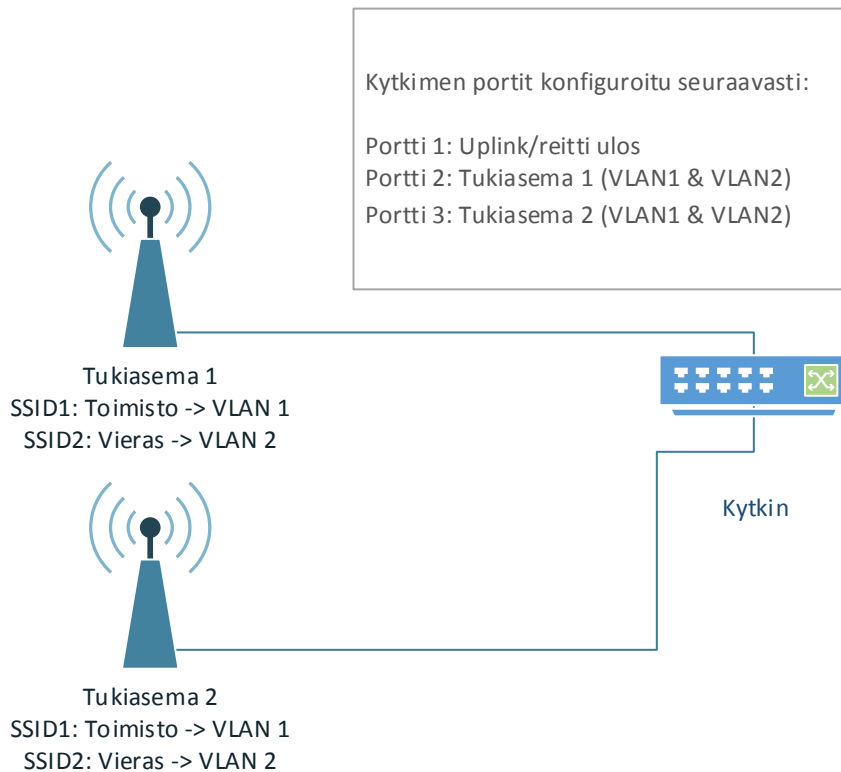 Kytkimen portit konfiguroitu seuraavasti:
Portti 1: Uplink/reitti ulos
Portti 2: Tukiasema 1 (VLAN1 & VLAN2)
Portti 3: Tukiasema 2 (VLAN1 & VLAN2)
Tukiasema 1
SSID1: Toimisto -> VLAN 1
SSID2: Vieras -> VLAN 2
Kytkin
Tukiasema 2
SSID1: Toimisto -> VLAN 1
SSID2: Vieras -> VLAN 2